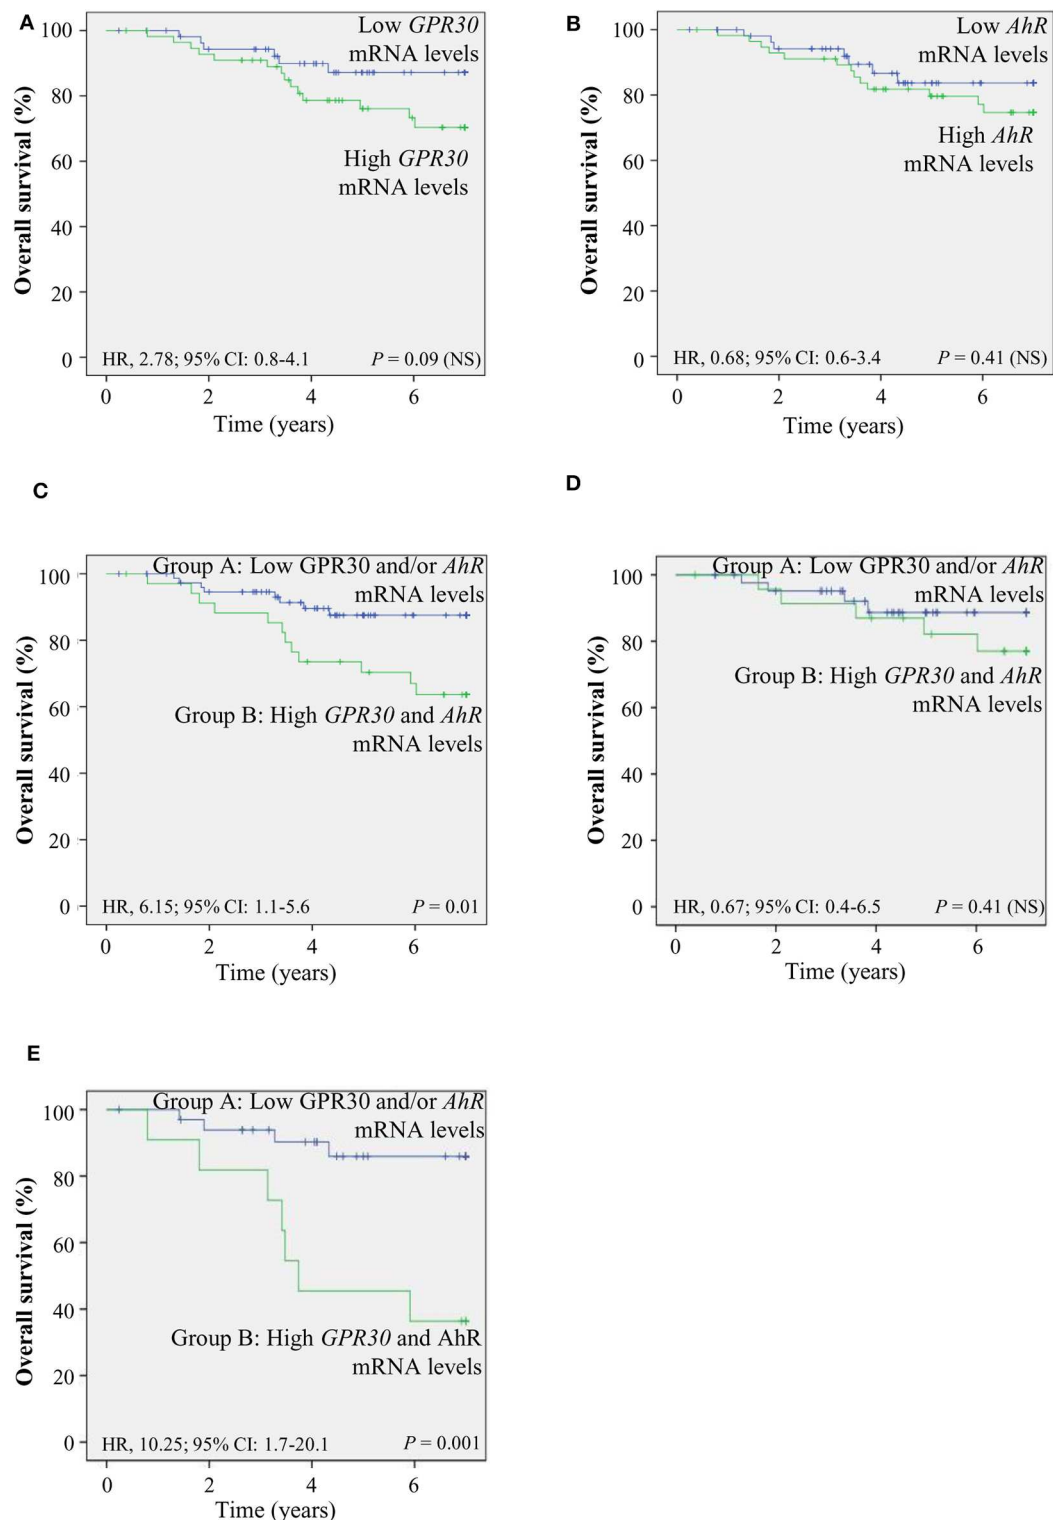 A
Low GPR30
mRNA levels
High GPR30
mRNA levels
HR, 2.78; 95% CI: 0.8-4.1
P = 0.09 (NS)
Overall survival (%)
100
80
60
40
20
0
0 2 4 6
Time (years)
B
Low AhR
mRNA levels
High AhR
mRNA levels
HR, 0.68; 95% CI: 0.6-3.4
P = 0.41 (NS)
Overall survival (%)
100
80
60
40
20
0
0 2 4 6
Time (years)
C
Group A: Low GPR30 and/or AhR
mRNA levels
Group B: High GPR30 and AhR
mRNA levels
HR, 6.15; 95% CI: 1.1-5.6
P = 0.01
Overall survival (%)
100
80
60
40
20
0
0 2 4 6
Time (years)
D
Group A: Low GPR30 and/or AhR
mRNA levels
Group B: High GPR30 and AhR
mRNA levels
HR, 0.67; 95% CI: 0.4-6.5
P = 0.41 (NS)
Overall survival (%)
100
80
60
40
20
0
0 2 4 6
Time (years)
E
Group A: Low GPR30 and/or AhR
mRNA levels
Group B: High GPR30 and AhR
mRNA levels
HR, 10.25; 95% CI: 1.7-20.1
P = 0.001
Overall survival (%)
100
80
60
40
20
0
0 2 4 6
Time (years)